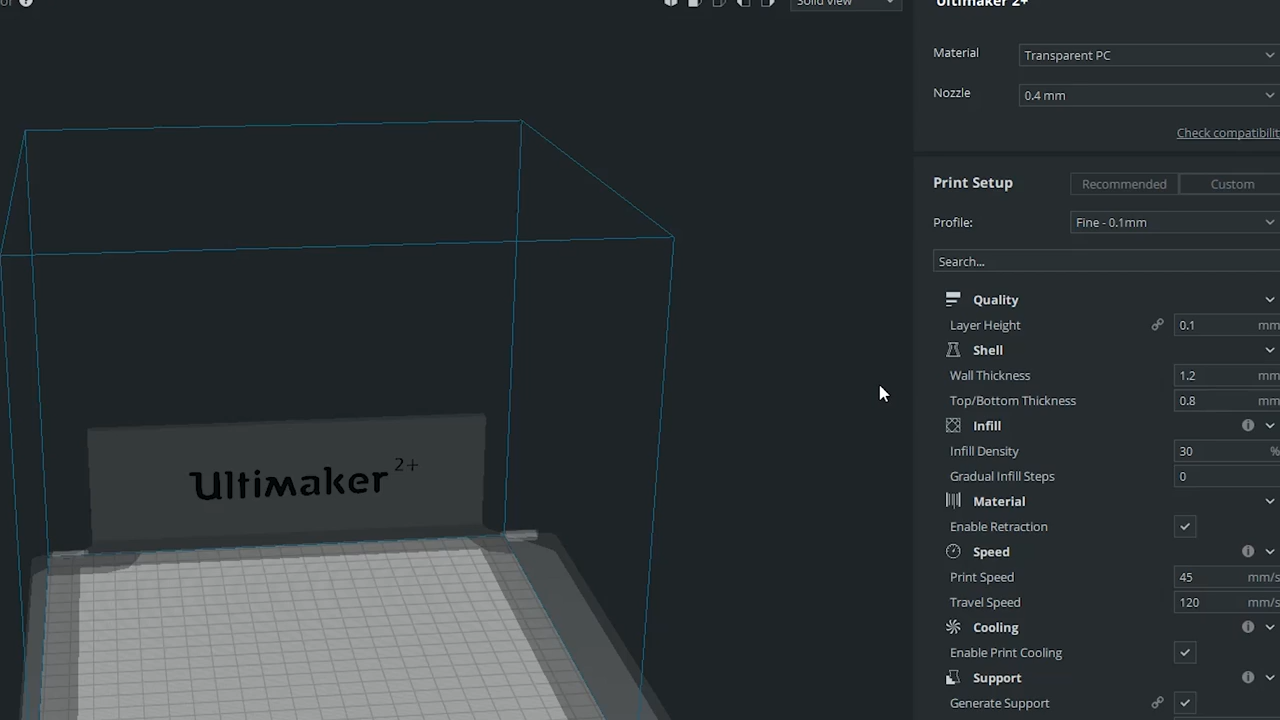 Solid View
Ultimaker 2+
Material
Transparent PC
Nozzle
0.4 mm
Check compatibilit
Print Setup
Recommended
Custom
Profile:
Fine - 0.1mm
Search...
Quality
Layer Height
0.1 mm
Shell
Wall Thickness
1.2 mm
Top/Bottom Thickness
0.8 mm
Infill
Infill Density
30 %
Gradual Infill Steps
0
Material
Enable Retraction
Speed
Print Speed
45 mm/s
Travel Speed
120 mm/s
Cooling
Enable Print Cooling
Support
Generate Support
Ultimaker 2+